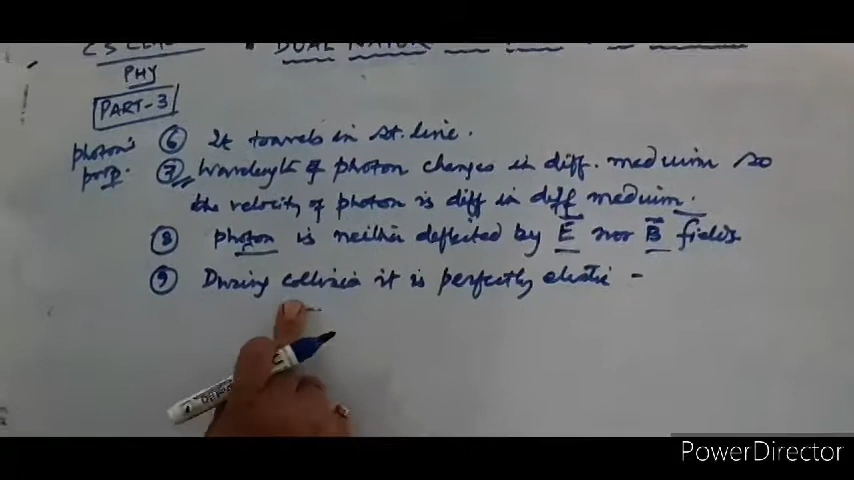 DUAL NATUR
PHY
PART-3
photon's prop.
⑥ It travels in st. line.
⑦ Wavelength of photon changes in diff. medium so
the velocity of photon is diff in diff medium.
⑧ photon is neither deflected by E nor B fields
⑨ During collision it is perfectly elastic -
PowerDirector